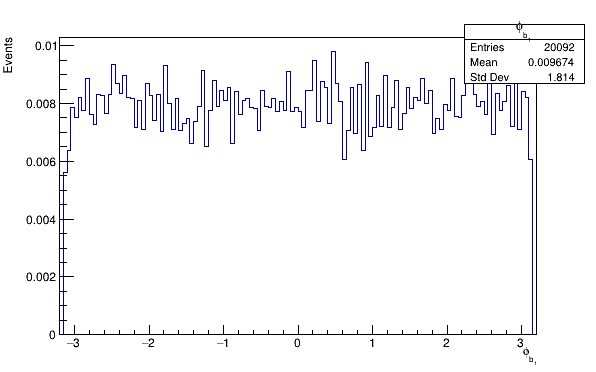 ϕ_b₁
Entries 20092
Mean 0.009674
Std Dev 1.814
Events
0.01
0.008
0.006
0.004
0.002
0
−3 −2 −1 0 1 2 3
ϕ_b₁